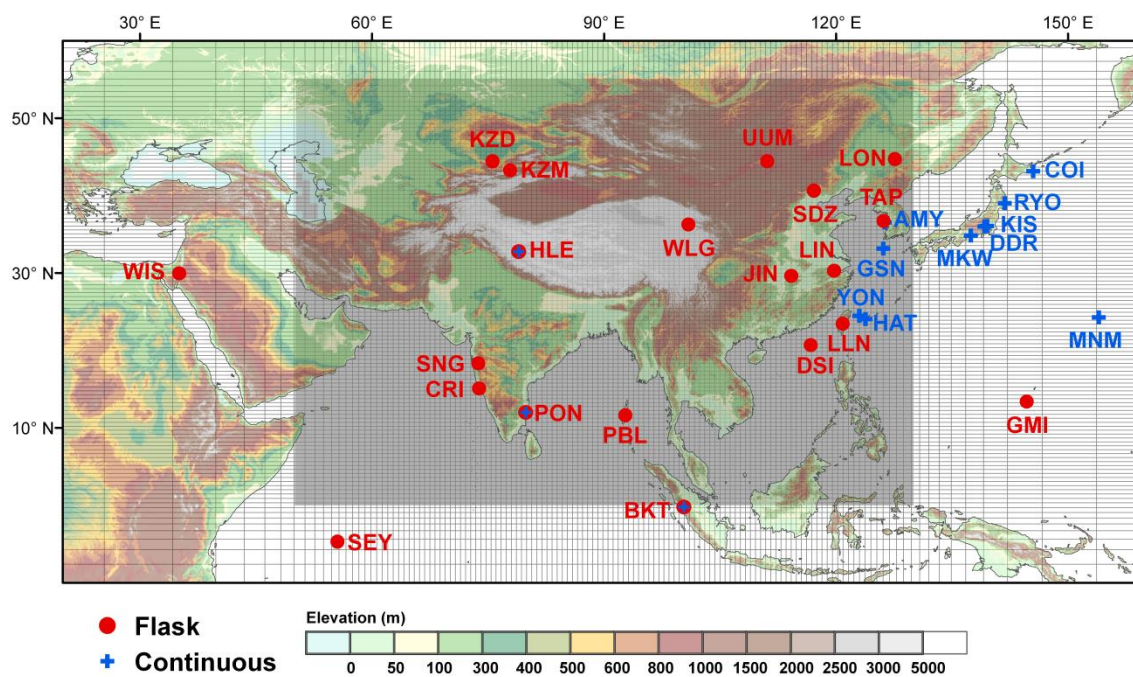 30° E 60° E 90° E 120° E 150° E
50° N
30° N
10° N
KZD
KZM
UUM
LON
COI
TAP
AMY
RYO
SDZ
KIS
DDR
MKW
HLE
WLG
LIN
GSN
WIS
JIN
YON
HAT
MNM
LLN
DSI
SNG
CRI
PON
PBL
GMI
BKT
SEY
Flask
Continuous
Elevation (m)
0 50 100 300 400 500 600 800 1000 1500 2000 2500 3000 5000